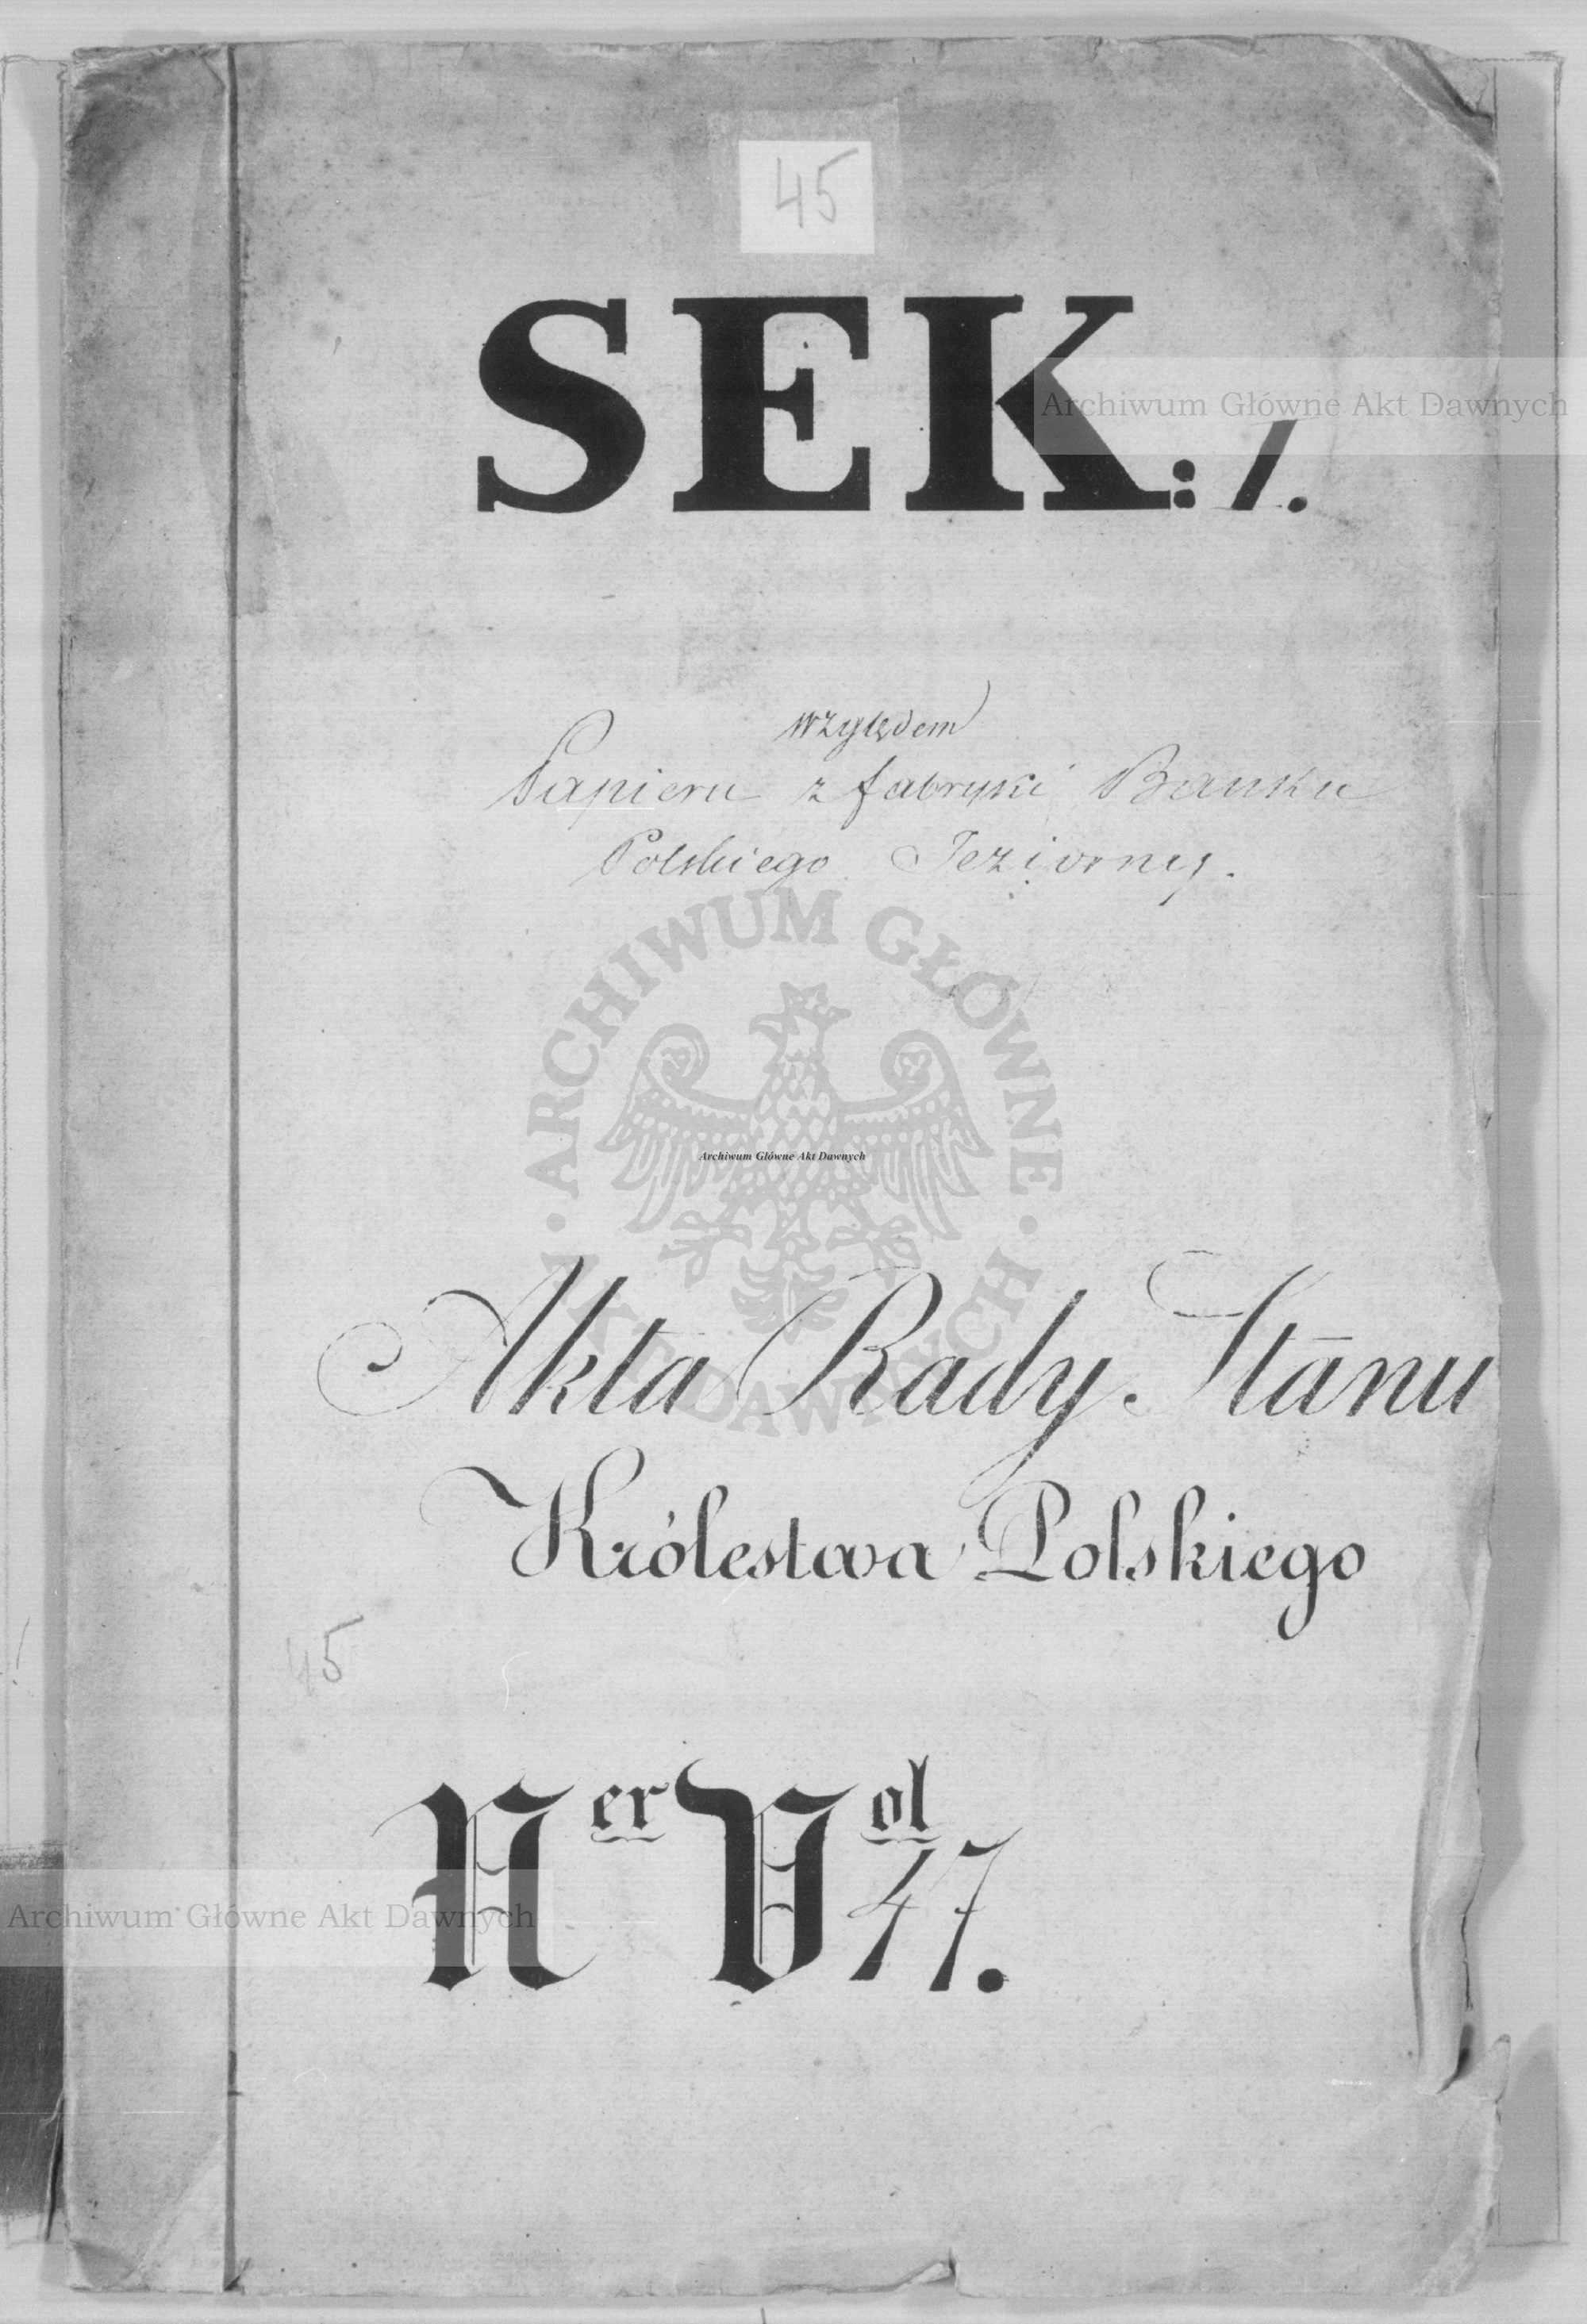 45
SEK: 1.
Archiwum Główne Akt Dawnych
względem
Papieru z fabryki Banku
Polskiego Jeziorny.
· ARCHIWUM GŁÓWNE ·
AKT DAWNYCH
Archiwum Główne Akt Dawnych
Akta Rady Stanu
Królestwa Polskiego
45
Ner Vol 47.
Archiwum Główne Akt Dawnych